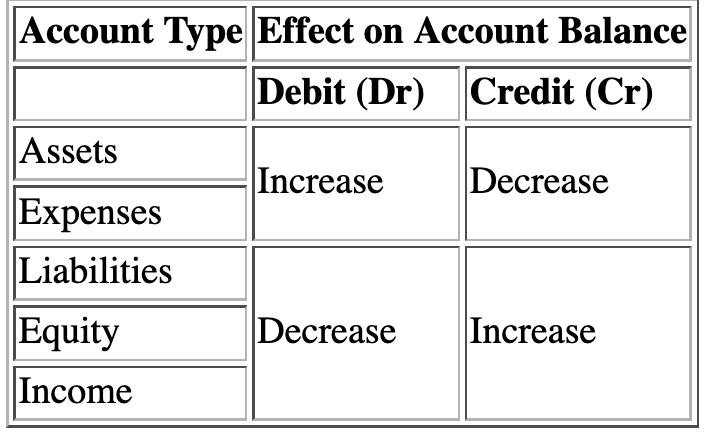 Account Type Effect on Account Balance
Debit (Dr) Credit (Cr)
Assets
Increase Decrease
Expenses
Liabilities
Equity Decrease Increase
Income